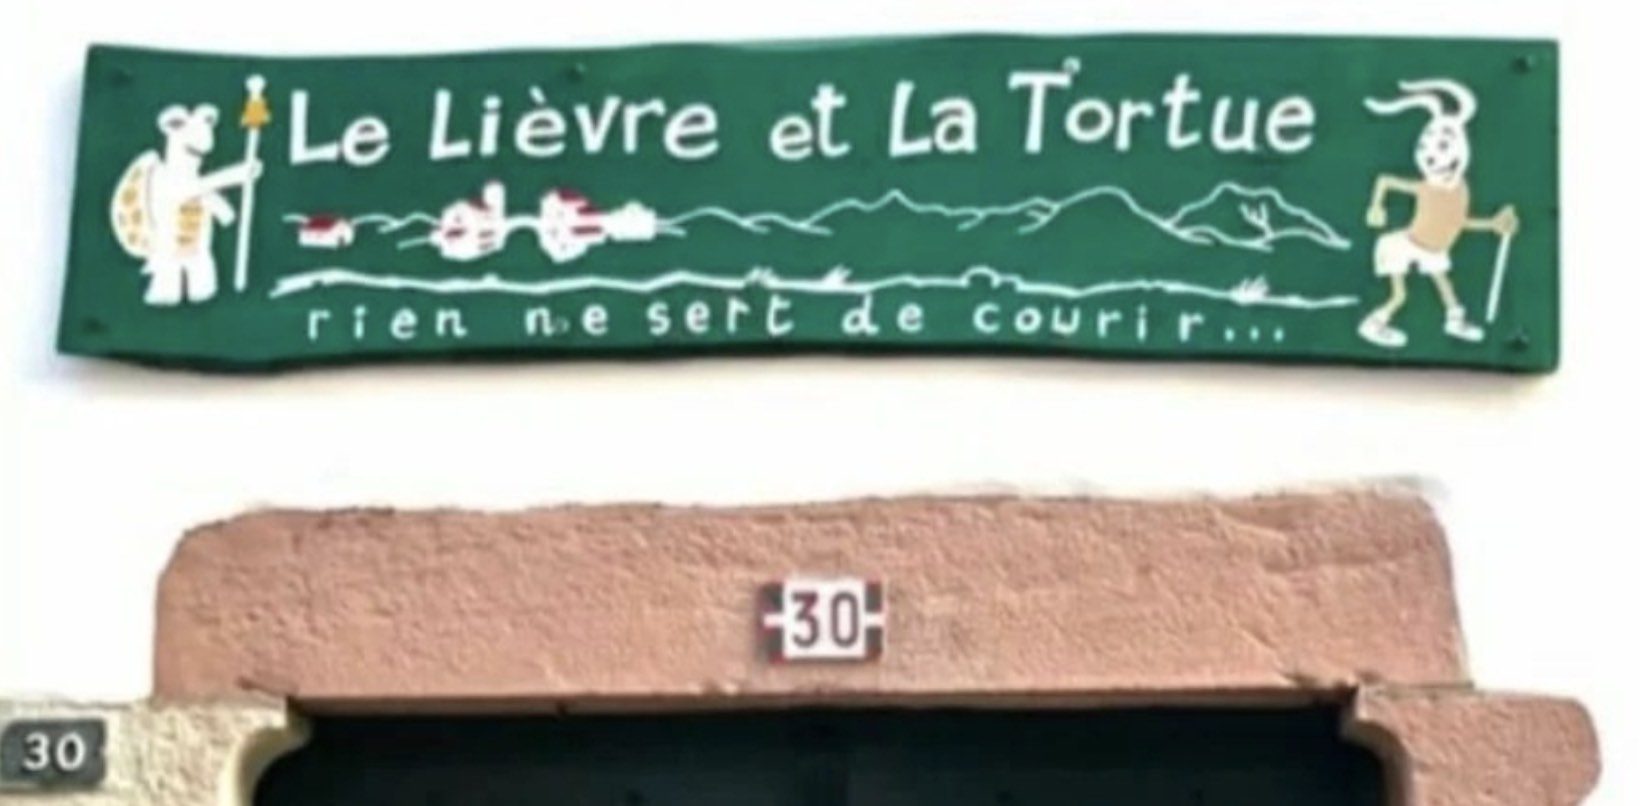 Le Lièvre et La Tortue
rien ne sert de courir...
30
30